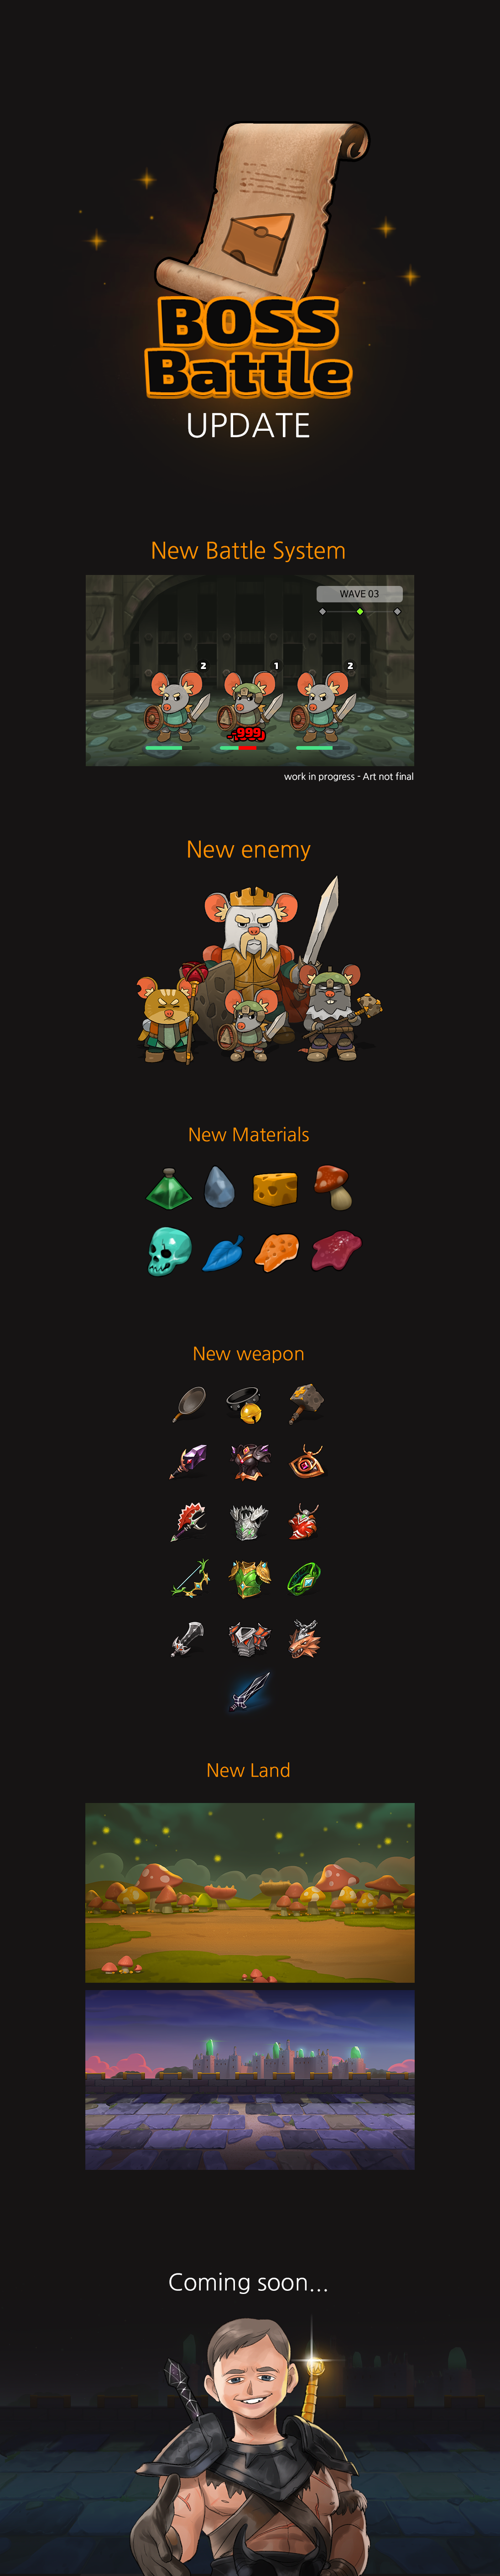 BOSS
Battle
UPDATE
New Battle System
WAVE 03
2
1
2
-999
work in progress - Art not final
New enemy
New Materials
New weapon
New Land
Coming soon...